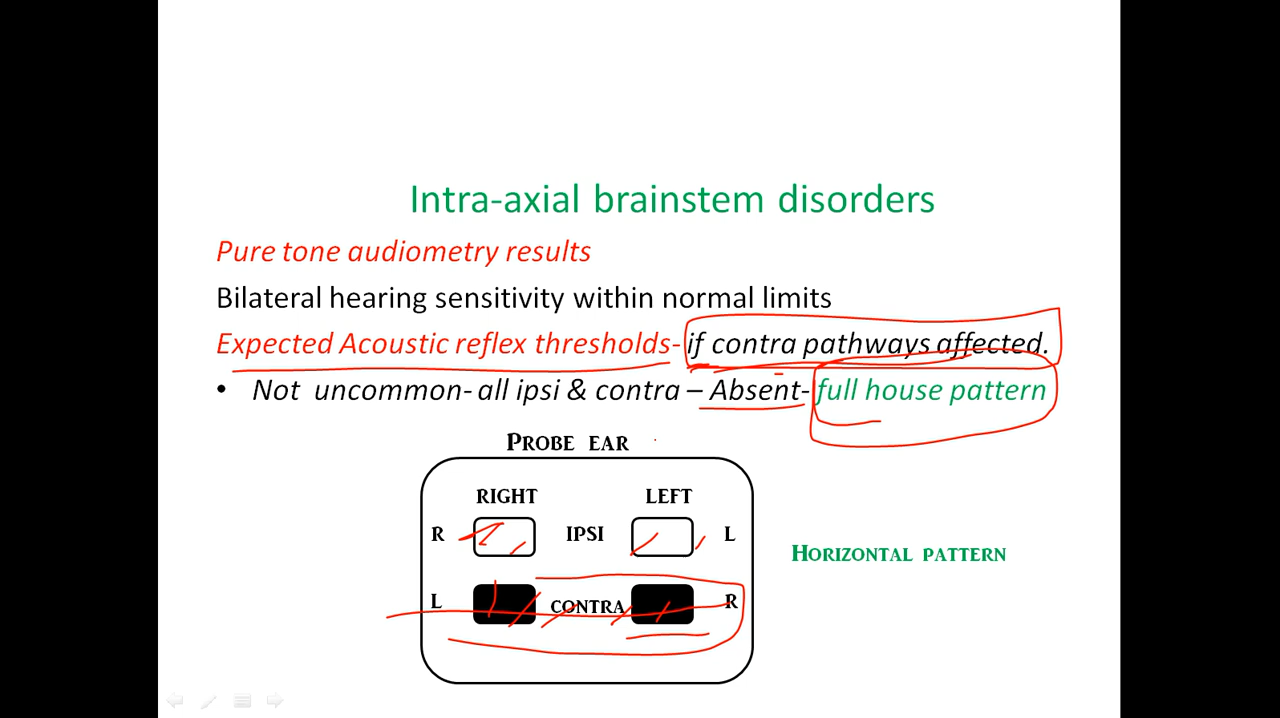 Intra-axial brainstem disorders
Pure tone audiometry results
Bilateral hearing sensitivity within normal limits
Expected Acoustic reflex thresholds- if contra pathways affected.
• Not uncommon- all ipsi & contra – Absent- full house pattern
PROBE EAR
RIGHT LEFT
R IPSI L
HORIZONTAL PATTERN
L CONTRA R